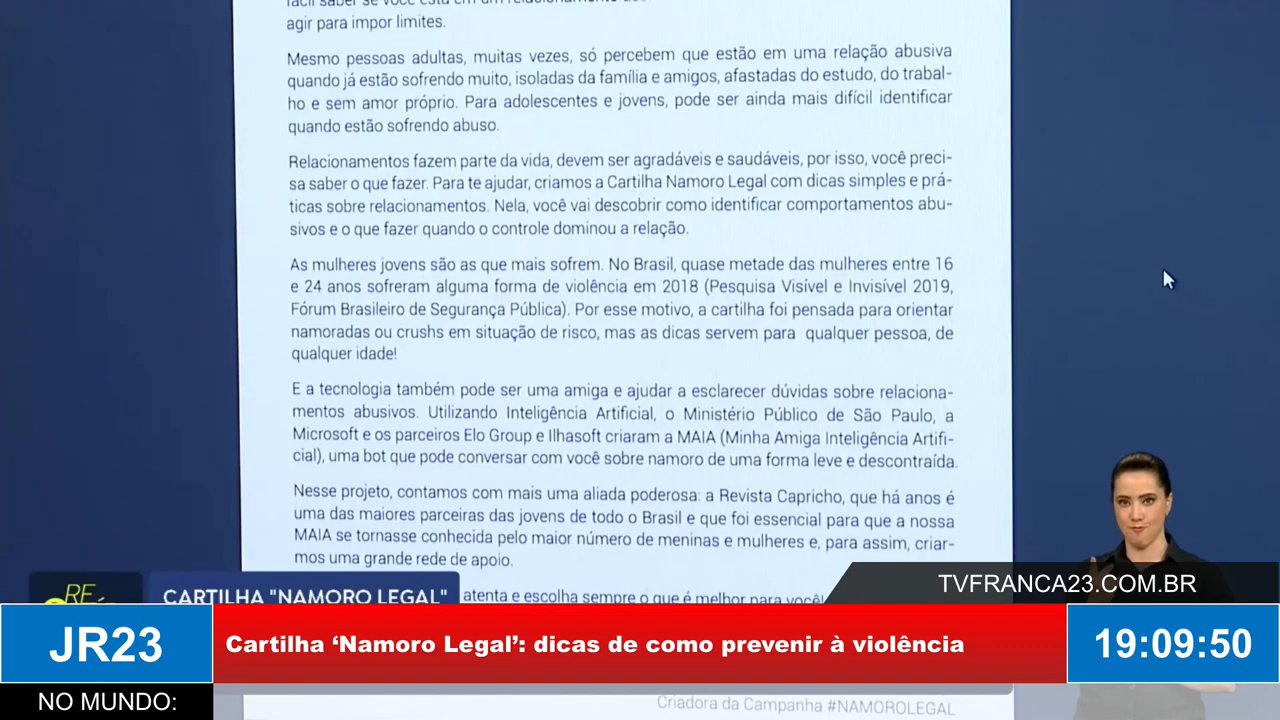 fácil saber se você está em um relacionamento
agir para impor limites.
Mesmo pessoas adultas, muitas vezes, só percebem que estão em uma relação abusiva
quando já estão sofrendo muito, isoladas da família e amigos, afastadas do estudo, do trabal-
ho e sem amor próprio. Para adolescentes e jovens, pode ser ainda mais difícil identificar
quando estão sofrendo abuso.
Relacionamentos fazem parte da vida, devem ser agradáveis e saudáveis, por isso, você preci-
sa saber o que fazer. Para te ajudar, criamos a Cartilha Namoro Legal com dicas simples e prá-
ticas sobre relacionamentos. Nela, você vai descobrir como identificar comportamentos abu-
sivos e o que fazer quando o controle dominou a relação.
As mulheres jovens são as que mais sofrem. No Brasil, quase metade das mulheres entre 16
e 24 anos sofreram alguma forma de violência em 2018 (Pesquisa Visível e Invisível 2019,
Fórum Brasileiro de Segurança Pública). Por esse motivo, a cartilha foi pensada para orientar
namoradas ou crushs em situação de risco, mas as dicas servem para qualquer pessoa, de
qualquer idade!
E a tecnologia também pode ser uma amiga e ajudar a esclarecer dúvidas sobre relaciona-
mentos abusivos. Utilizando Inteligência Artificial, o Ministério Público de São Paulo, a
Microsoft e os parceiros Elo Group e Ilhasoft criaram a MAIA (Minha Amiga Inteligência Artifi-
cial), uma bot que pode conversar com você sobre namoro de uma forma leve e descontraída.
Nesse projeto, contamos com mais uma aliada poderosa: a Revista Capricho, que há anos é
uma das maiores parceiras das jovens de todo o Brasil e que foi essencial para que a nossa
MAIA se tornasse conhecida pelo maior número de meninas e mulheres e, para assim, criar-
mos uma grande rede de apoio.
atenta e escolha sempre o que é melhor para você!
RE
CARTILHA "NAMORO LEGAL"
TVFRANCA23.COM.BR
JR23
Cartilha ‘Namoro Legal’: dicas de como prevenir à violência
19:09:50
NO MUNDO:
Criadora da Campanha #NAMOROLEGAL